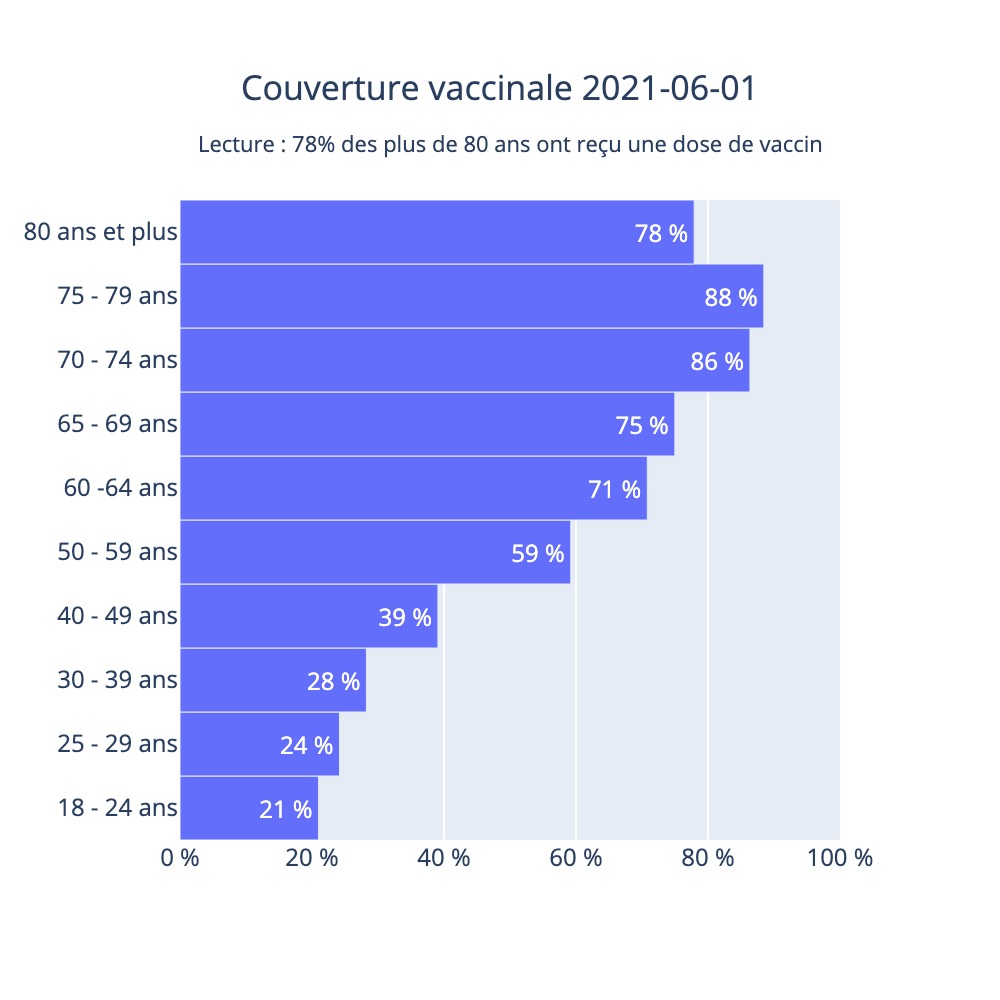 Couverture vaccinale 2021-06-01
Lecture : 78% des plus de 80 ans ont reçu une dose de vaccin
80 ans et plus 78 %
75 - 79 ans 88 %
70 - 74 ans 86 %
65 - 69 ans 75 %
60 -64 ans 71 %
50 - 59 ans 59 %
40 - 49 ans 39 %
30 - 39 ans 28 %
25 - 29 ans 24 %
18 - 24 ans 21 %
0 % 20 % 40 % 60 % 80 % 100 %